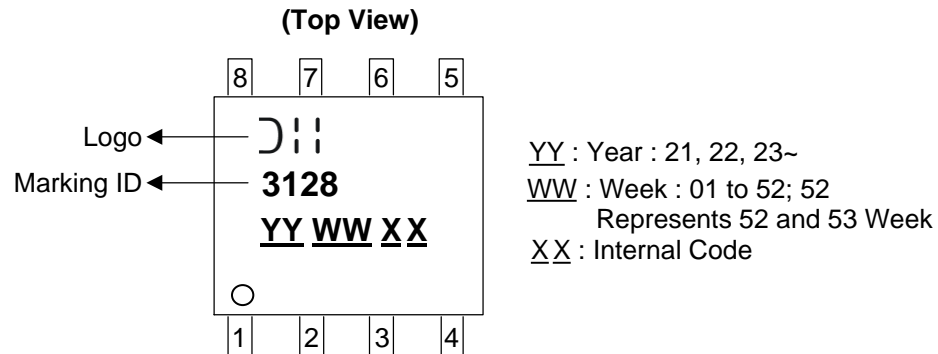 (Top View)
8 7 6 5
Logo
Marking ID
3128
YY WW X X
1 2 3 4
YY : Year : 21, 22, 23~
WW : Week : 01 to 52; 52
Represents 52 and 53 Week
X X : Internal Code